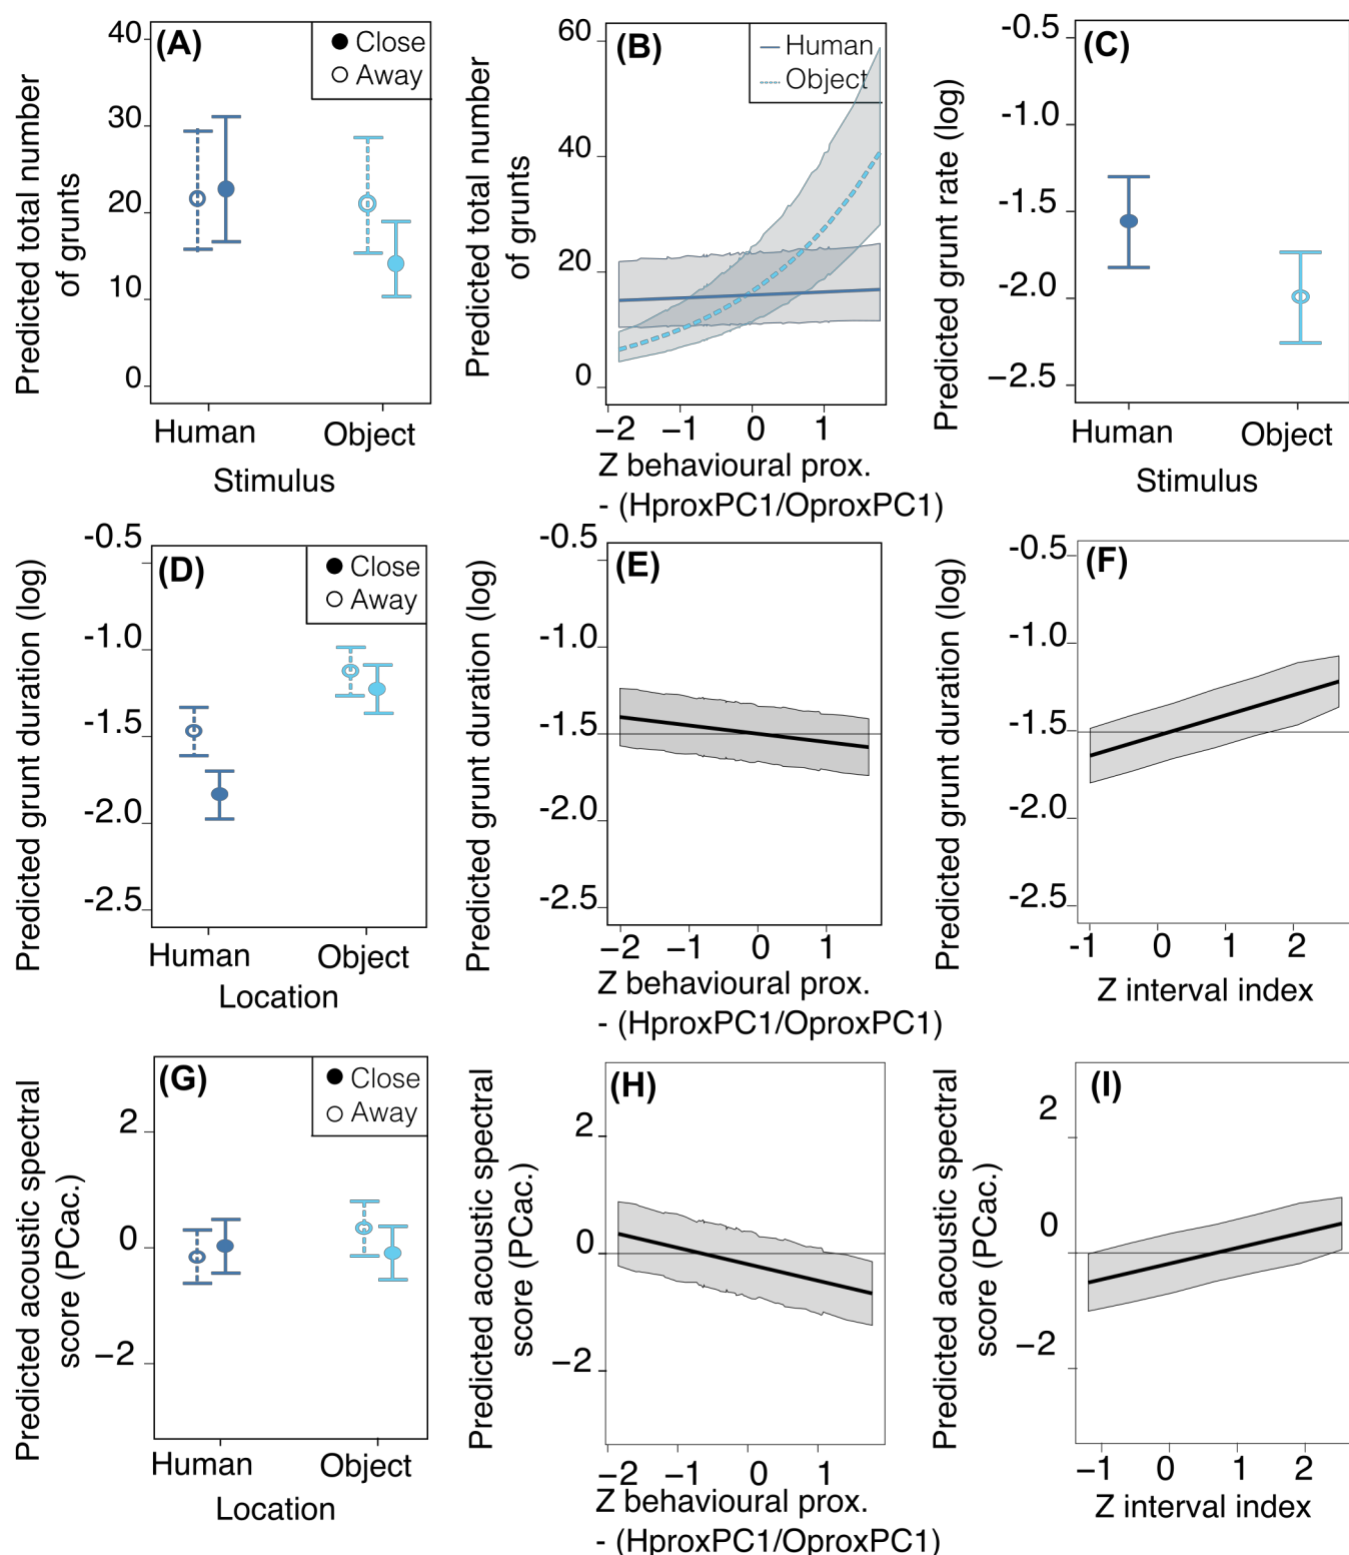 (A)
Close
Away
40
30
20
10
0
Predicted total number
of grunts
Human
Object
Stimulus
(B)
Human
Object
60
40
20
0
Predicted total number
of grunts
−2
−1
0
1
Z behavioural prox.
- (HproxPC1/OproxPC1)
(C)
-0.5
-1.0
-1.5
-2.0
−2.5
Predicted grunt rate (log)
Human
Object
Stimulus
(D)
Close
Away
-0.5
-1.0
-1.5
-2.0
-2.5
Predicted grunt duration (log)
Human
Object
Location
(E)
-0.5
-1.0
-1.5
-2.0
-2.5
Predicted grunt duration (log)
−2
−1
0
1
Z behavioural prox.
- (HproxPC1/OproxPC1)
(F)
-0.5
-1.0
-1.5
-2.0
-2.5
Predicted grunt duration (log)
-1
0
1
2
Z interval index
(G)
Close
Away
2
0
−2
Predicted acoustic spectral
score (PCac.)
Human
Object
Location
(H)
2
0
−2
Predicted acoustic spectral
score (PCac.)
−2
−1
0
1
Z behavioural prox.
- (HproxPC1/OproxPC1)
(I)
2
0
−2
Predicted acoustic spectral
score (PCac.)
−1
0
1
2
Z interval index